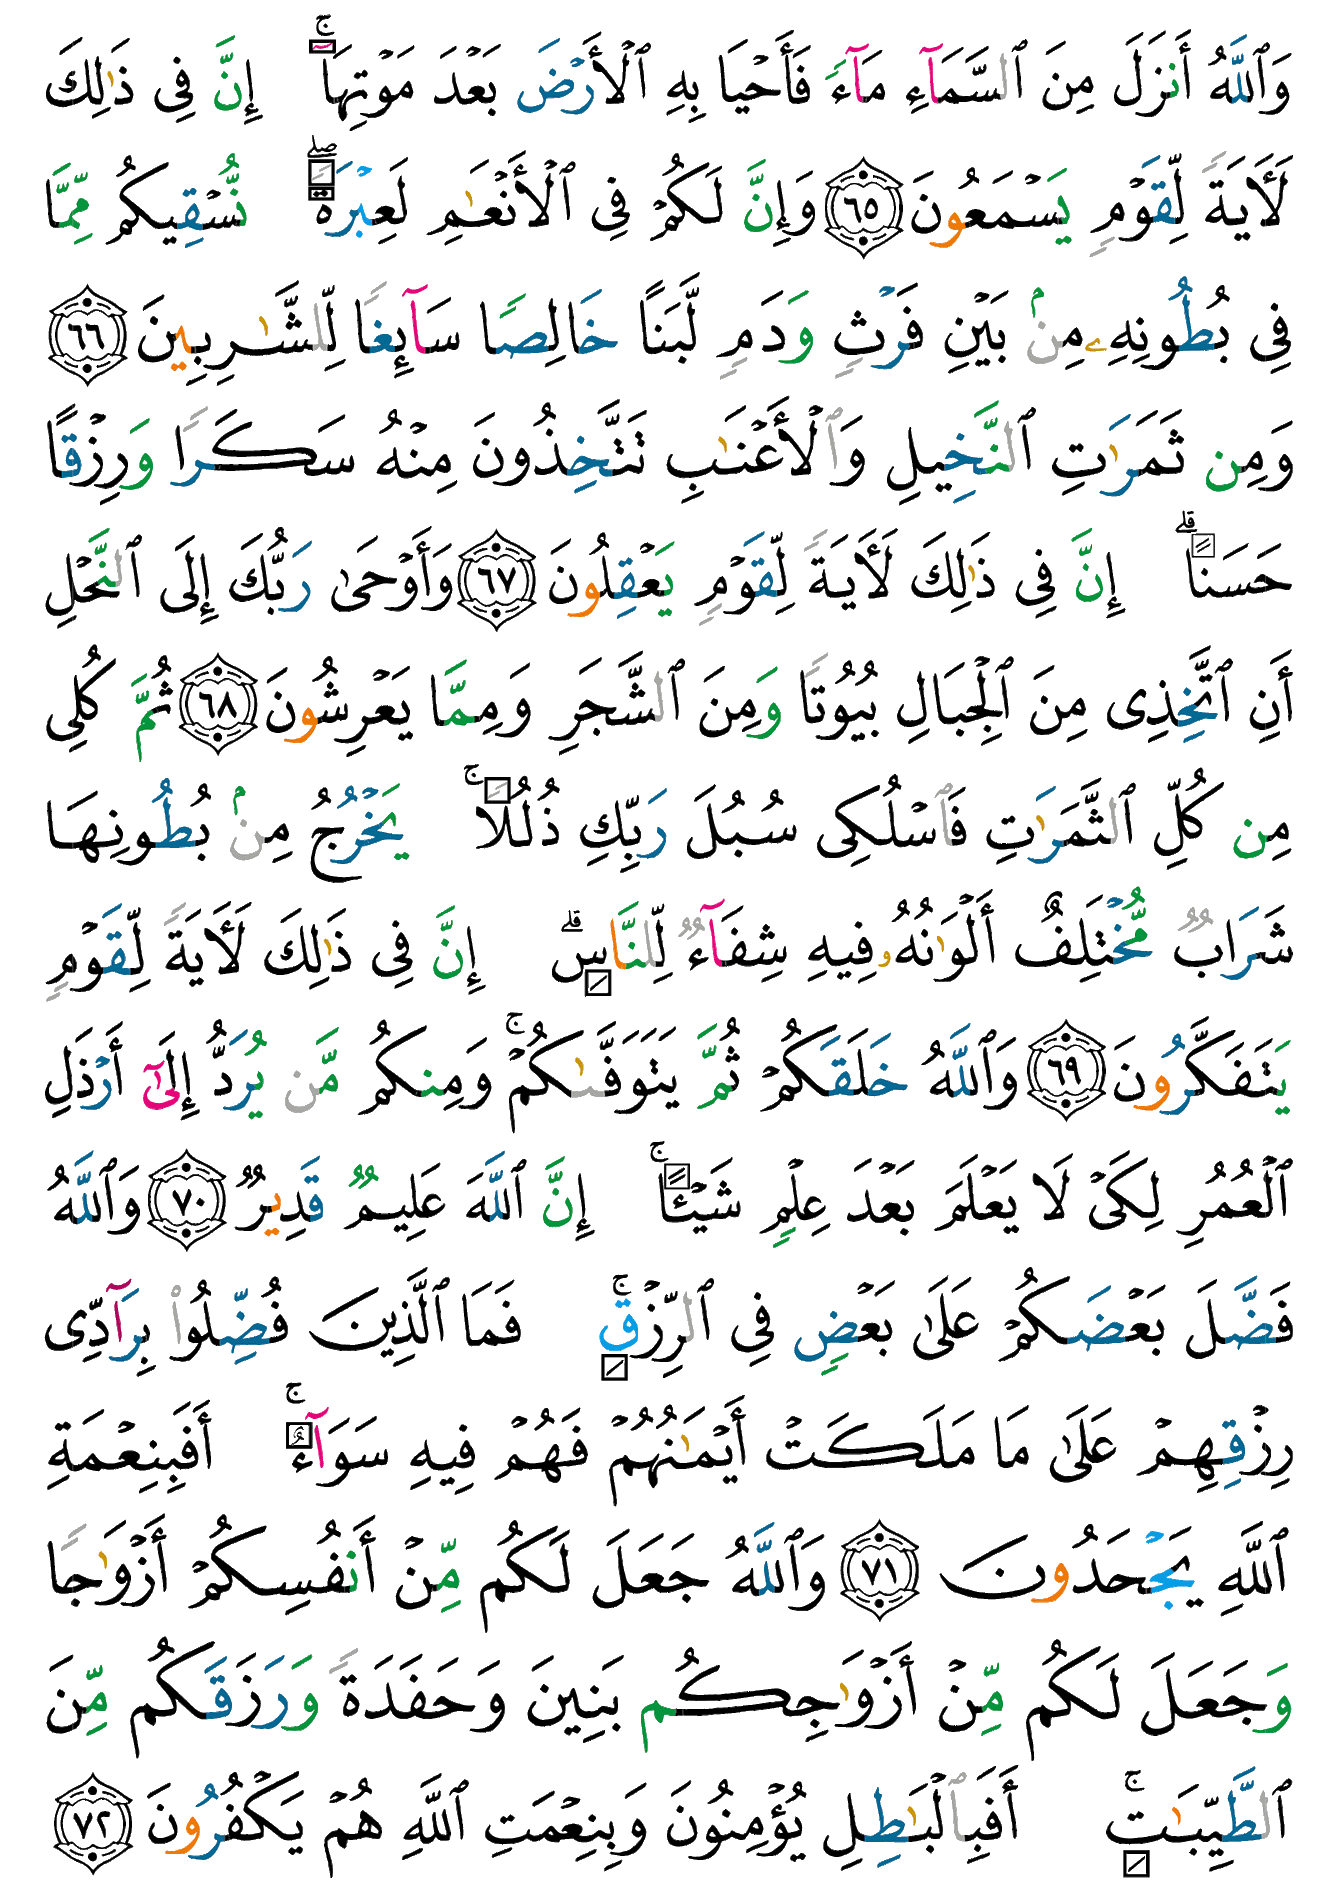 وَٱللَّهُ أَنزَلَ مِنَ ٱلسَّمَآءِ مَآءً فَأَحْيَا بِهِ ٱلْأَرْضَ بَعْدَ مَوْتِهَآ ۚ إِنَّ فِى ذَٰلِكَ
لَـَٔايَةً لِّقَوْمٍ يَسْمَعُونَ ٦٥ وَإِنَّ لَكُمْ فِى ٱلْأَنْعَـٰمِ لَعِبْرَةً ۖ نُّسْقِيكُم مِّمَّا
فِى بُطُونِهِۦ مِنۢ بَيْنِ فَرْثٍ وَدَمٍ لَّبَنًا خَالِصًا سَآئِغًا لِّلشَّـٰرِبِينَ ٦٦
وَمِن ثَمَرَٰتِ ٱلنَّخِيلِ وَٱلْأَعْنَـٰبِ تَتَّخِذُونَ مِنْهُ سَكَرًا وَرِزْقًا
حَسَنًا ۗ إِنَّ فِى ذَٰلِكَ لَـَٔايَةً لِّقَوْمٍ يَعْقِلُونَ ٦٧ وَأَوْحَىٰ رَبُّكَ إِلَى ٱلنَّحْلِ
أَنِ ٱتَّخِذِى مِنَ ٱلْجِبَالِ بُيُوتًا وَمِنَ ٱلشَّجَرِ وَمِمَّا يَعْرِشُونَ ٦٨ ثُمَّ كُلِى
مِن كُلِّ ٱلثَّمَرَٰتِ فَٱسْلُكِى سُبُلَ رَبِّكِ ذُلُلًا ۚ يَخْرُجُ مِنۢ بُطُونِهَا
شَرَابٌ مُّخْتَلِفٌ أَلْوَٰنُهُۥ فِيهِ شِفَآءٌ لِّلنَّاسِ ۗ إِنَّ فِى ذَٰلِكَ لَـَٔايَةً لِّقَوْمٍ
يَتَفَكَّرُونَ ٦٩ وَٱللَّهُ خَلَقَكُمْ ثُمَّ يَتَوَفَّىٰكُمْ ۚ وَمِنكُم مَّن يُرَدُّ إِلَىٰٓ أَرْذَلِ
ٱلْعُمُرِ لِكَىْ لَا يَعْلَمَ بَعْدَ عِلْمٍ شَيْـًٔا ۚ إِنَّ ٱللَّهَ عَلِيمٌ قَدِيرٌ ٧٠ وَٱللَّهُ
فَضَّلَ بَعْضَكُمْ عَلَىٰ بَعْضٍ فِى ٱلرِّزْقِ ۚ فَمَا ٱلَّذِينَ فُضِّلُوا۟ بِرَآدِّى
رِزْقِهِمْ عَلَىٰ مَا مَلَكَتْ أَيْمَـٰنُهُمْ فَهُمْ فِيهِ سَوَآءٌ ۚ أَفَبِنِعْمَةِ
ٱللَّهِ يَجْحَدُونَ ٧١ وَٱللَّهُ جَعَلَ لَكُم مِّنْ أَنفُسِكُمْ أَزْوَٰجًا
وَجَعَلَ لَكُم مِّنْ أَزْوَٰجِكُم بَنِينَ وَحَفَدَةً وَرَزَقَكُم مِّنَ
ٱلطَّيِّبَـٰتِ ۚ أَفَبِٱلْبَـٰطِلِ يُؤْمِنُونَ وَبِنِعْمَتِ ٱللَّهِ هُمْ يَكْفُرُونَ ٧٢